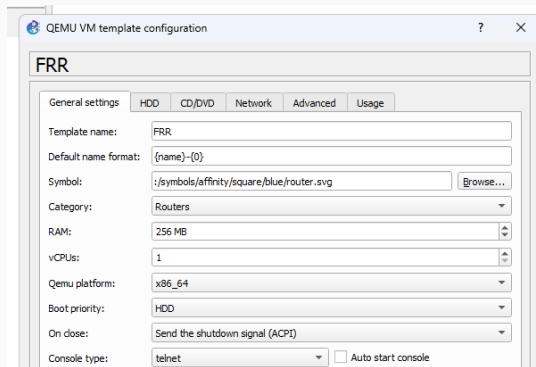 QEMU VM template configuration ? ×
FRR
General settings HDD CD/DVD Network Advanced Usage
Template name: FRR
Default name format: {name}-{0}
Symbol: :/symbols/affinity/square/blue/router.svg Browse...
Category: Routers
RAM: 256 MB
vCPUs: 1
Qemu platform: x86_64
Boot priority: HDD
On close: Send the shutdown signal (ACPI)
Console type: telnet Auto start console